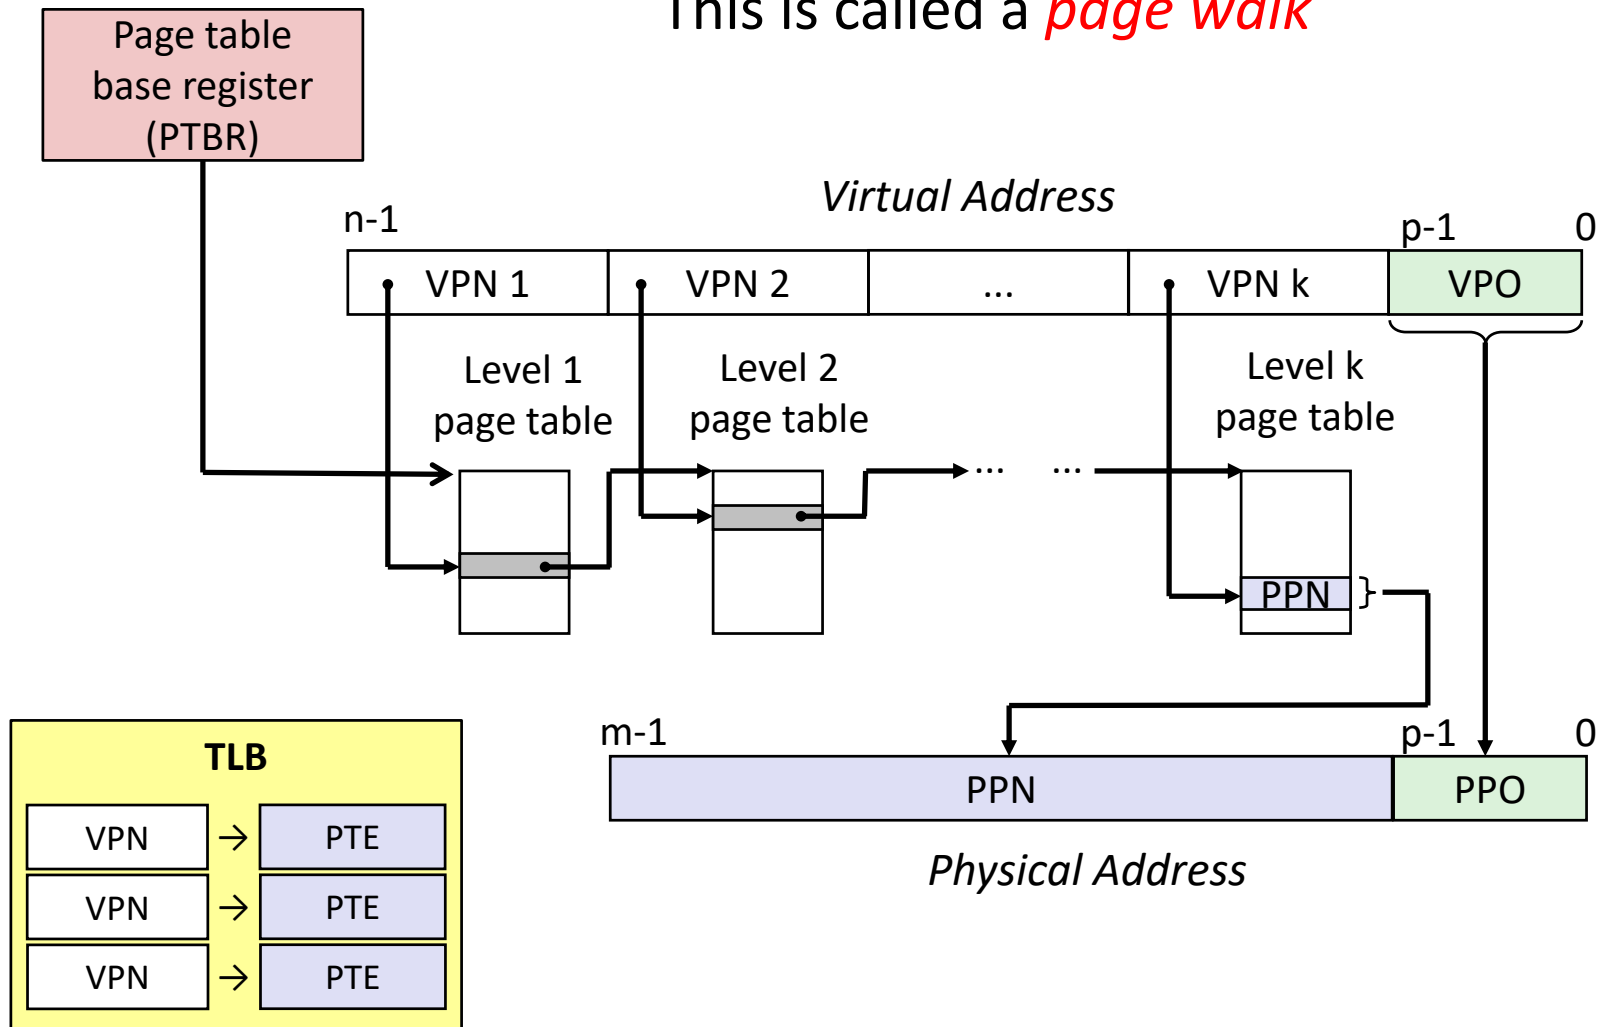 This is called a page walk
Page table
base register
(PTBR)
Virtual Address
n-1
p-1
0
VPN 1
VPN 2
...
VPN k
VPO
Level 1
page table
Level 2
page table
Level k
page table
...
...
PPN
m-1
p-1
0
PPN
PPO
Physical Address
TLB
VPN → PTE
VPN → PTE
VPN → PTE